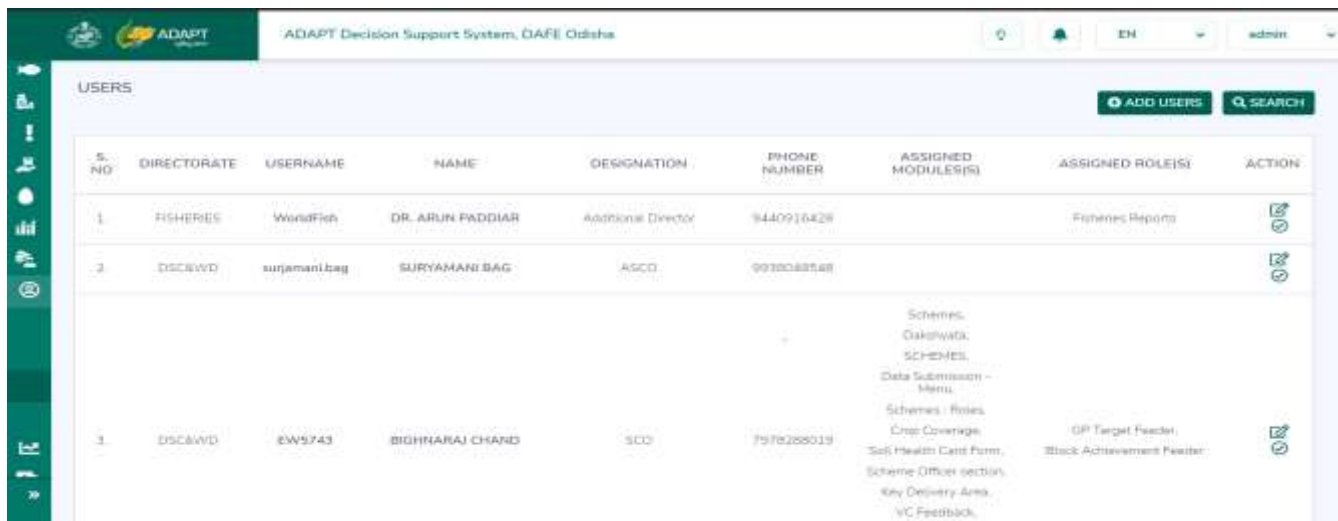 ADAPT
ADAPT Decision Support System, DAFE Odisha
EN
admin
USERS
ADD USERS
SEARCH
S. NO
DIRECTORATE
USERNAME
NAME
DESIGNATION
PHONE NUMBER
ASSIGNED MODULES(S)
ASSIGNED ROLE(S)
ACTION
1.
FISHERIES
WorldFish
DR. ARUN PADDIAR
Additional Director
9440916428
Fisheries Reports
2.
DSC&WD
surjamani.bag
SURYAMANI BAG
ASCO
3.
DSC&WD
EW5743
BIGHNARAJ CHAND
SCO
7978288019
Schemes,
Dakshyata,
SCHEMES,
Data Submission -
Menu,
Schemes - Roles,
Crop Coverage,
Soil Health Card Form,
Scheme Officer section,
Key Delivery Area,
VC Feedback,
GP Target Feeder,
Block Achievement Feeder